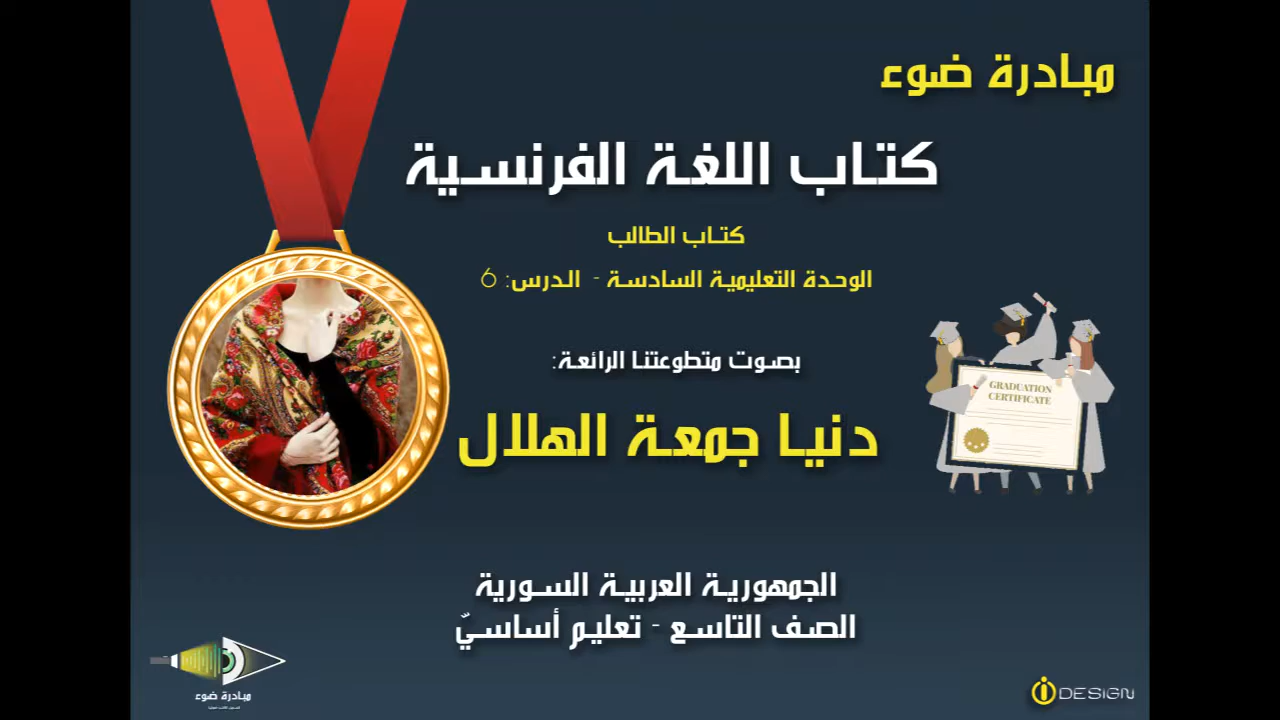 مبادرة ضوء
كتاب اللغة الفرنسية
كتاب الطالب
الوحدة التعليمية السادسة - الدرس: 6
بصوت متطوعتنا الرائعة:
دنيا جمعة الهلال
GRADUATION
CERTIFICATE
الجمهورية العربية السورية
الصف التاسع - تعليم أساسيّ
مبادرة ضوء
iDESIGN